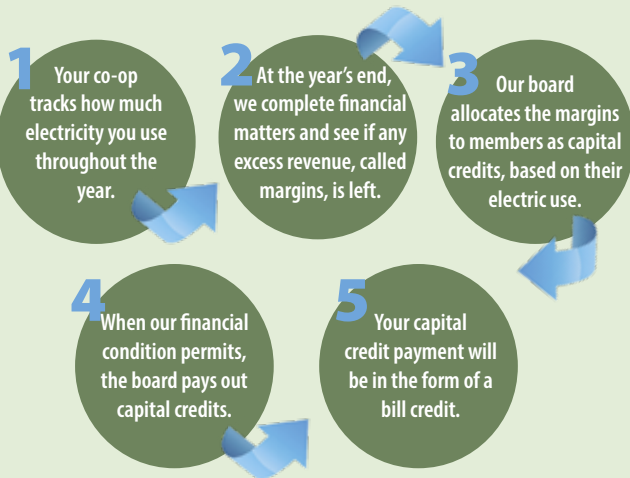 1
Your co-op
tracks how much
electricity you use
throughout the
year.
2
At the year's end,
we complete financial
matters and see if any
excess revenue, called
margins, is left.
3
Our board
allocates the margins
to members as capital
credits, based on their
electric use.
4
When our financial
condition permits,
the board pays out
capital credits.
5
Your capital
credit payment will
be in the form of a
bill credit.